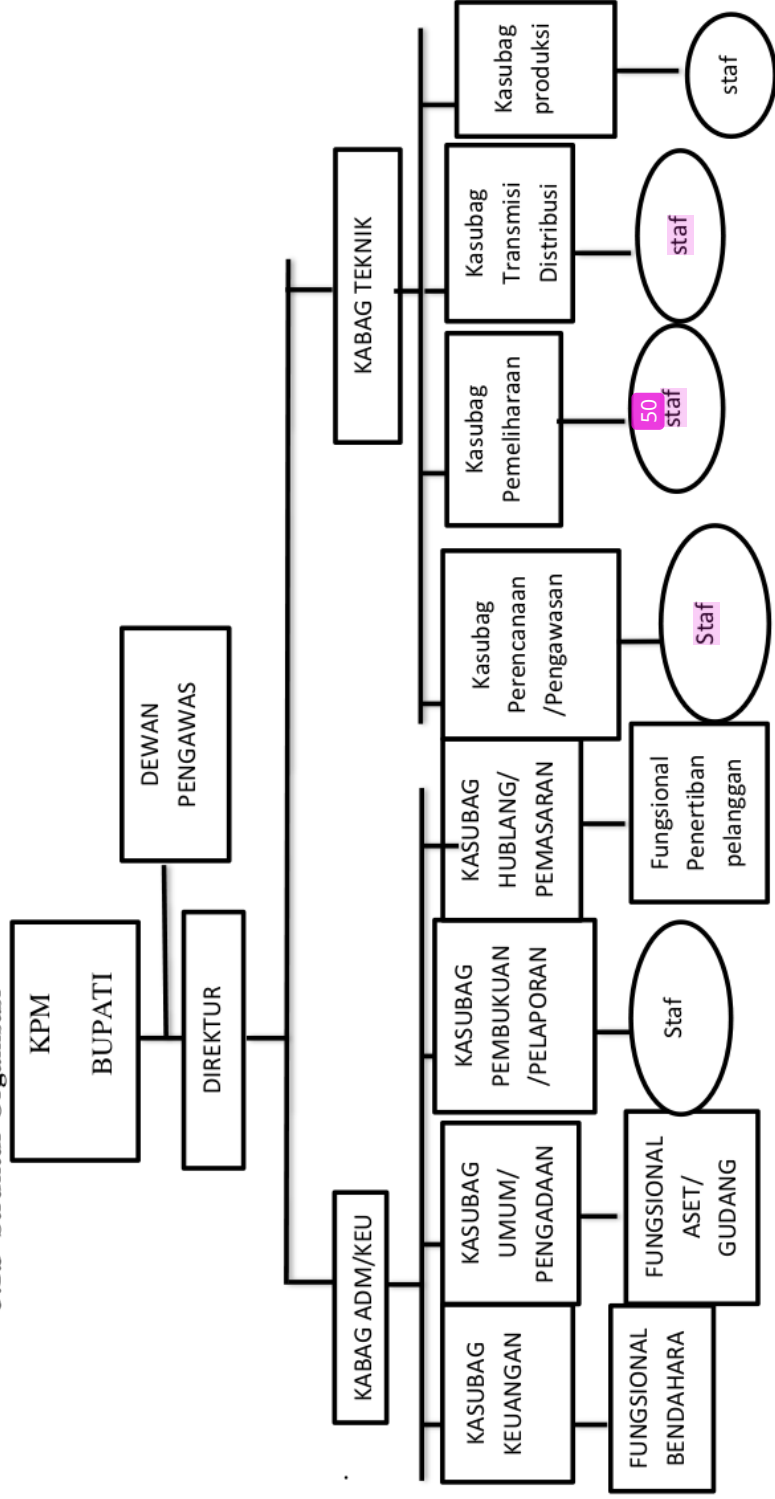 KPM
BUPATI
DEWAN
PENGAWAS
DIREKTUR
KABAG ADM/KEU
KABAG TEKNIK
KASUBAG
KEUANGAN
KASUBAG
UMUM/
PENGADAAN
KASUBAG
PEMBUKUAN
/PELAPORAN
KASUBAG
HUBLANG/
PEMASARAN
Kasubag
Perencanaan
/Pengawasan
Kasubag
Pemeliharaan
Kasubag
Transmisi
Distribusi
Kasubag
produksi
FUNGSIONAL
BENDAHARA
FUNGSIONAL
ASET/
GUDANG
Staf
Fungsional
Penertiban
pelanggan
Staf
50
staf
staf
staf